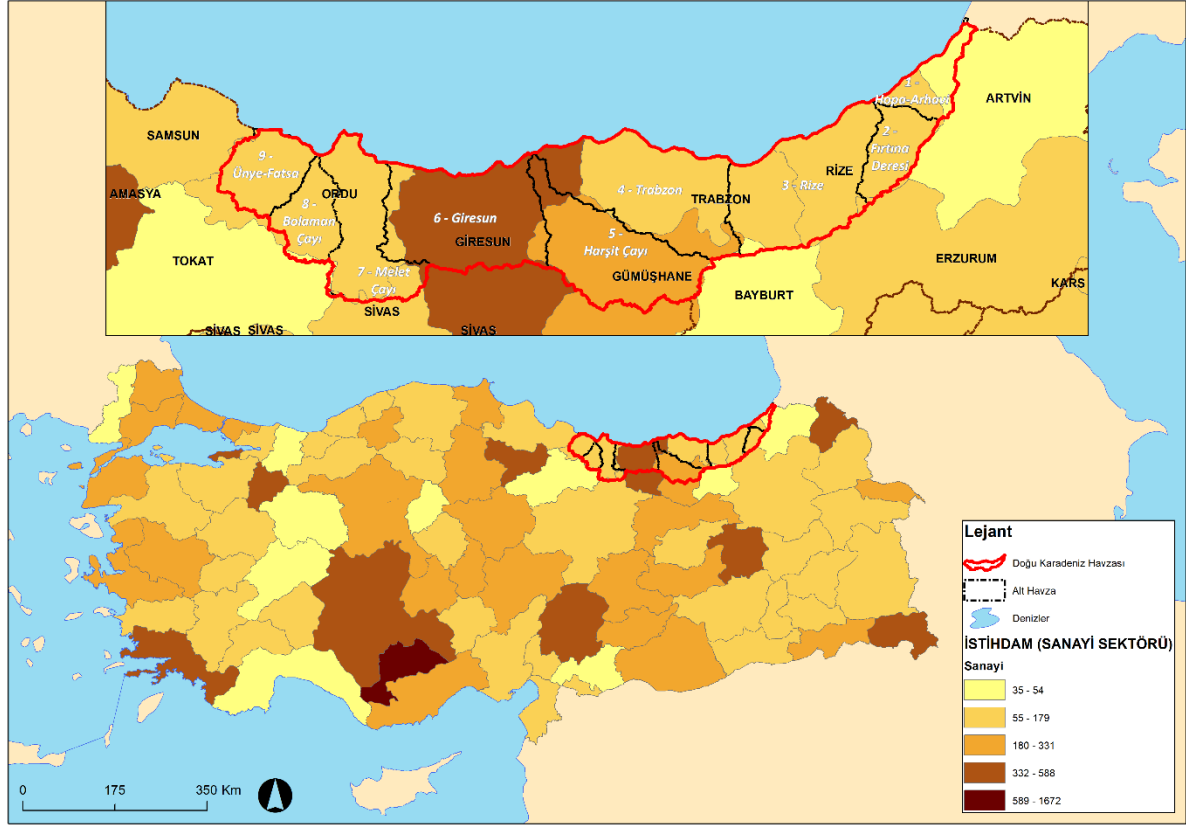 SAMSUN
AMASYA
TOKAT
9 -
Ünye-Fatsa
ORDU
8 -
Bolaman
Çayı
7 - Melet
Çayı
SİVAS
SİVAS SİVAS
6 - Giresun
GİRESUN
SİVAS
4 - Trabzon
TRABZON
5 -
Harşit Çayı
GÜMÜŞHANE
BAYBURT
3 - Rize
RİZE
1 -
Hopa-Arhavi
2 -
Fırtına
Deresi
ARTVİN
ERZURUM
KARS
Lejant
Doğu Karadeniz Havzası
Alt Havza
Denizler
İSTİHDAM (SANAYİ SEKTÖRÜ)
Sanayi
35 - 54
55 - 179
180 - 331
332 - 588
589 - 1672
0 175 350 Km